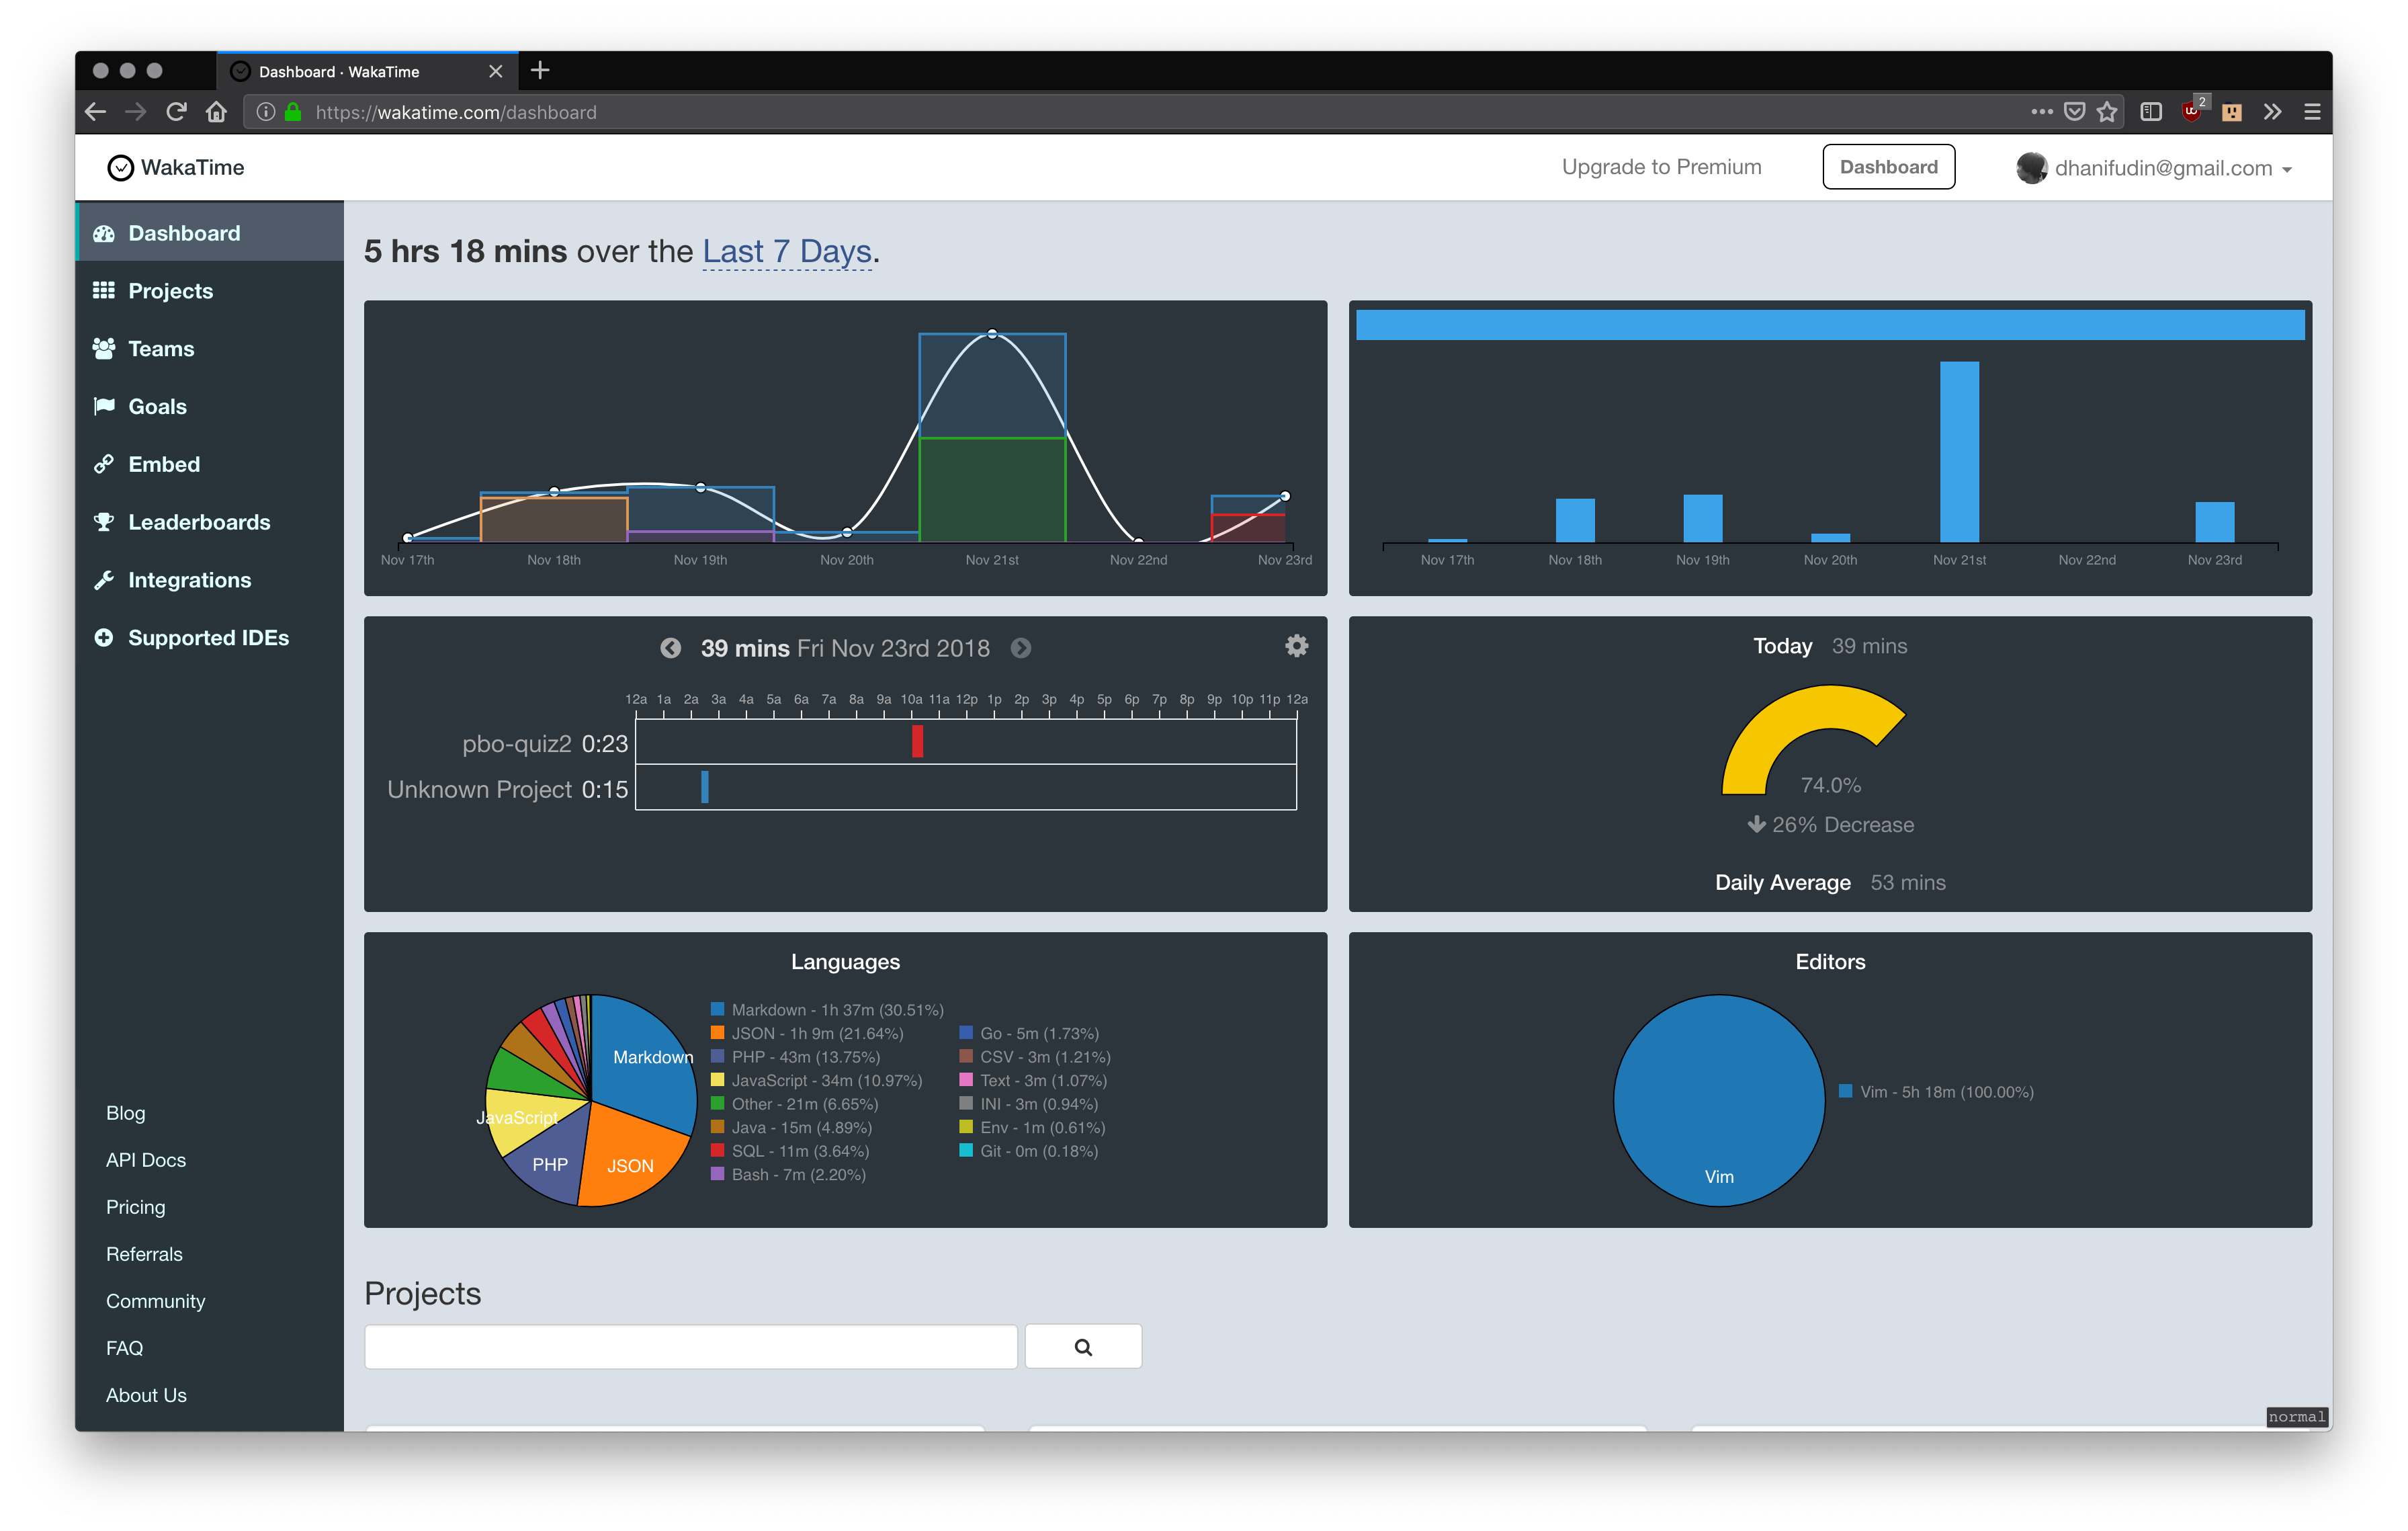 Dashboard · WakaTime
https://wakatime.com/dashboard
2
WakaTime
Upgrade to Premium
Dashboard
dhanifudin@gmail.com
Dashboard
Projects
Teams
Goals
Embed
Leaderboards
Integrations
Supported IDEs
Blog
API Docs
Pricing
Referrals
Community
FAQ
About Us
5 hrs 18 mins over the Last 7 Days.
Nov 17th Nov 18th Nov 19th Nov 20th Nov 21st Nov 22nd Nov 23rd
Nov 17th Nov 18th Nov 19th Nov 20th Nov 21st Nov 22nd Nov 23rd
39 mins Fri Nov 23rd 2018
12a 1a 2a 3a 4a 5a 6a 7a 8a 9a 10a 11a 12p 1p 2p 3p 4p 5p 6p 7p 8p 9p 10p 11p 12a
pbo-quiz2 0:23
Unknown Project 0:15
Today 39 mins
74.0%
26% Decrease
Daily Average 53 mins
Languages
Markdown
JavaScript
PHP
JSON
Markdown - 1h 37m (30.51%)
JSON - 1h 9m (21.64%)
PHP - 43m (13.75%)
JavaScript - 34m (10.97%)
Other - 21m (6.65%)
Java - 15m (4.89%)
SQL - 11m (3.64%)
Bash - 7m (2.20%)
Go - 5m (1.73%)
CSV - 3m (1.21%)
Text - 3m (1.07%)
INI - 3m (0.94%)
Env - 1m (0.61%)
Git - 0m (0.18%)
Editors
Vim
Vim - 5h 18m (100.00%)
Projects
normal